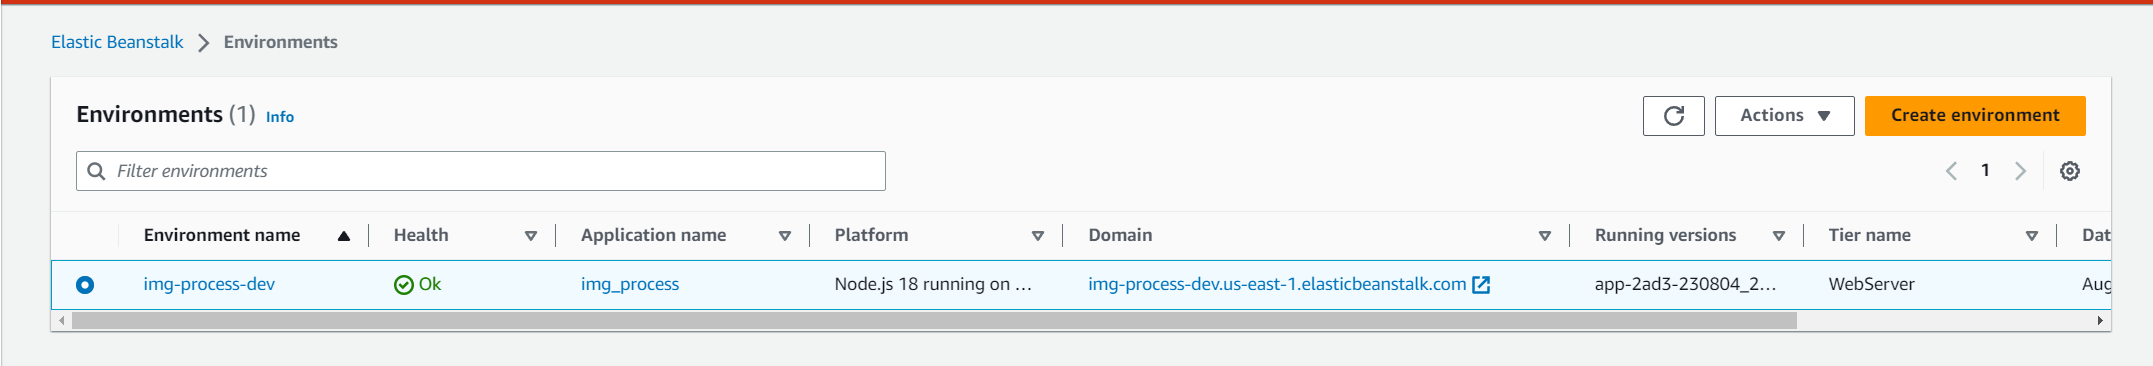 Elastic Beanstalk > Environments
Environments (1) Info
Actions
Create environment
Filter environments
1
Environment name Health Application name Platform Domain Running versions Tier name Dat
img-process-dev Ok img_process Node.js 18 running on ... img-process-dev.us-east-1.elasticbeanstalk.com app-2ad3-230804_2... WebServer Aug